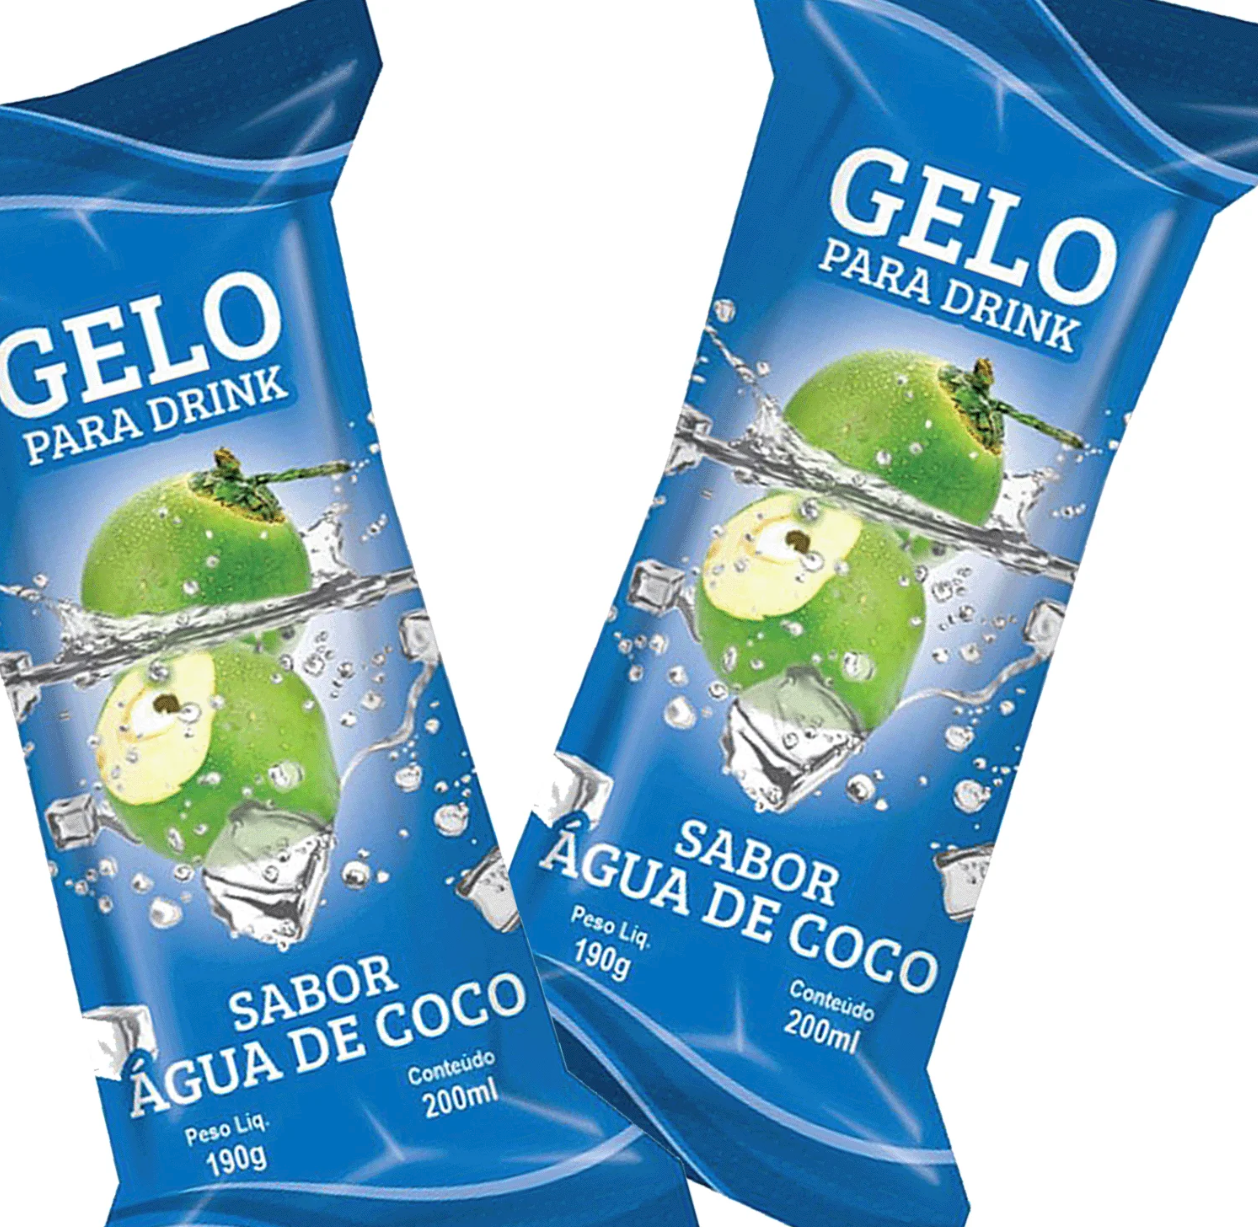 GELO
PARA DRINK
SABOR
ÁGUA DE COCO
Peso Liq.
190g
Conteúdo
200ml
GELO
PARA DRINK
SABOR
ÁGUA DE COCO
Peso Liq.
190g
Conteúdo
200ml